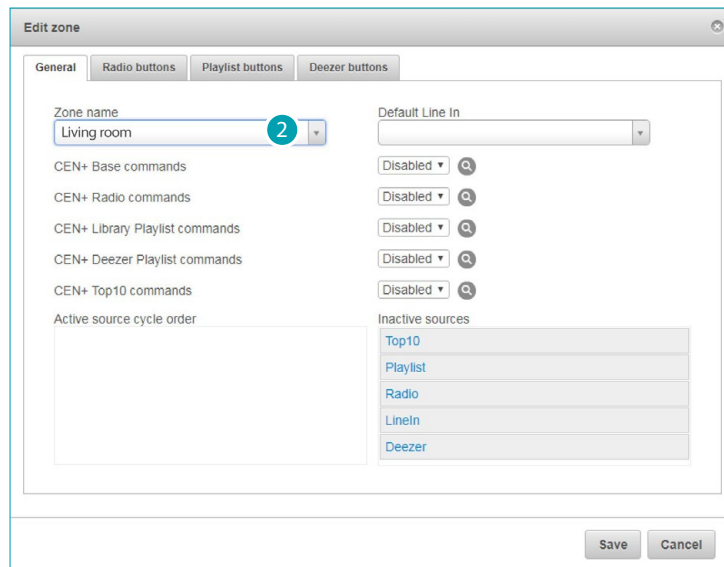 Edit zone
General Radio buttons Playlist buttons Deezer buttons
Zone name Default Line In
Living room 2
CEN+ Base commands Disabled
CEN+ Radio commands Disabled
CEN+ Library Playlist commands Disabled
CEN+ Deezer Playlist commands Disabled
CEN+ Top10 commands Disabled
Active source cycle order Inactive sources
Top10
Playlist
Radio
LineIn
Deezer
Save Cancel